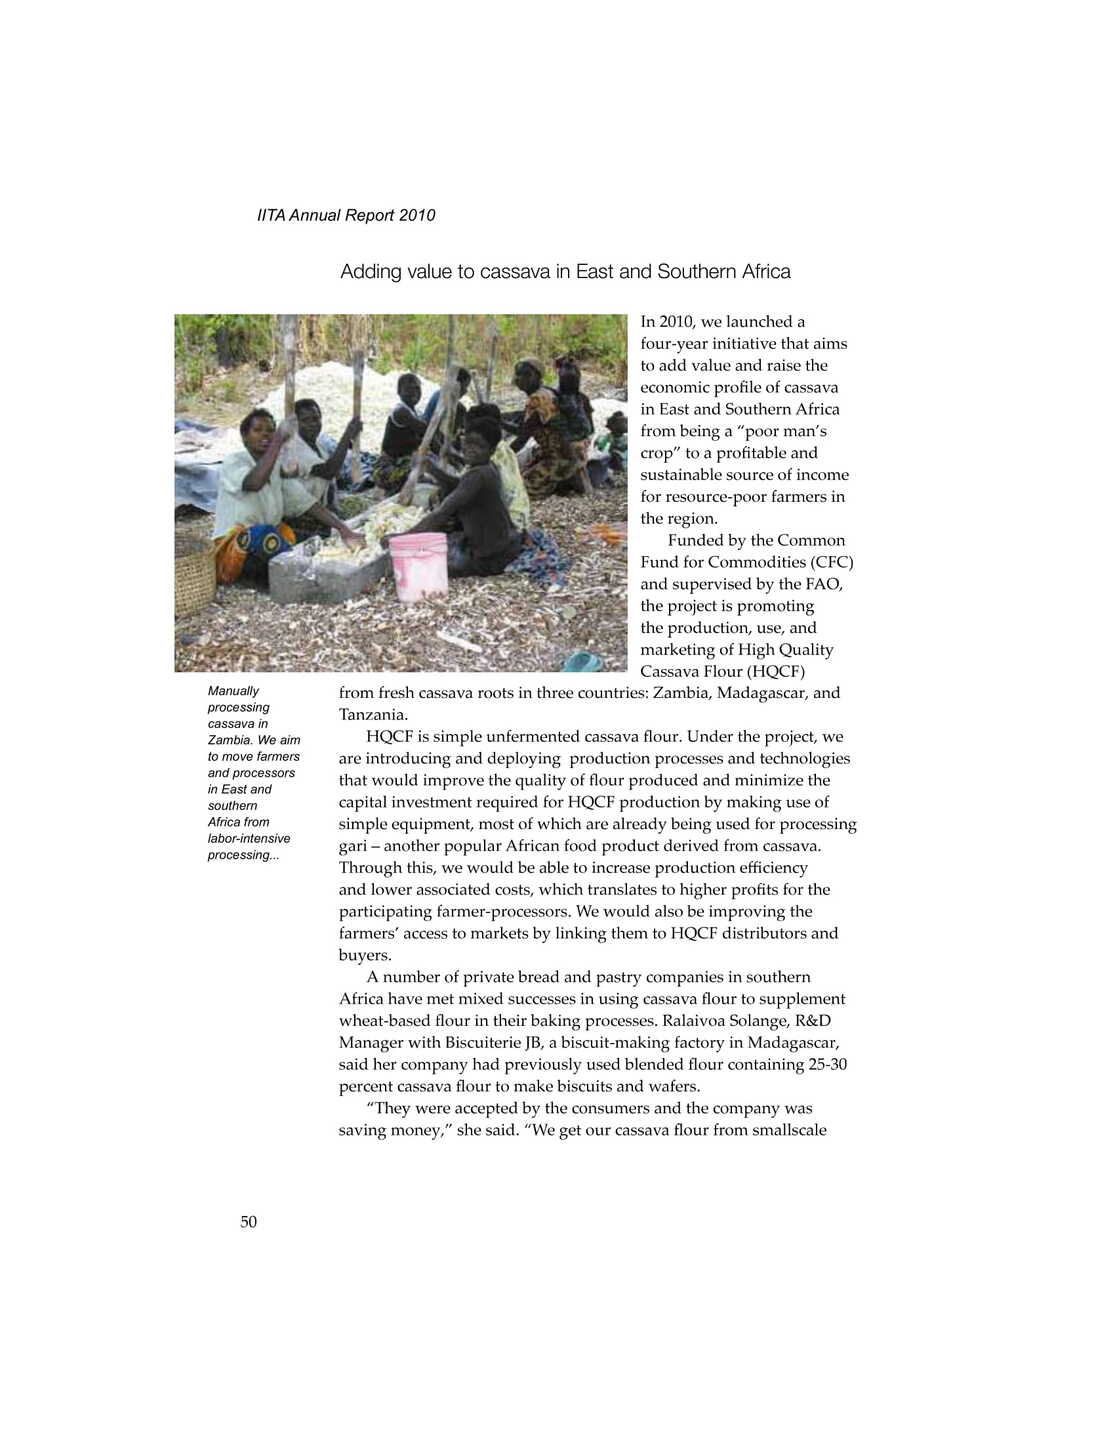 IITA Annual Report 2010
Adding value to cassava in East and Southern Africa
In 2010, we launched a
four-year initiative that aims
to add value and raise the
economic profile of cassava
in East and Southern Africa
from being a “poor man’s
crop” to a profitable and
sustainable source of income
for resource-poor farmers in
the region.
Funded by the Common
Fund for Commodities (CFC)
and supervised by the FAO,
the project is promoting
the production, use, and
marketing of High Quality
Cassava Flour (HQCF)
from fresh cassava roots in three countries: Zambia, Madagascar, and
Tanzania.
HQCF is simple unfermented cassava flour. Under the project, we
are introducing and deploying  production processes and technologies
that would improve the quality of flour produced and minimize the
capital investment required for HQCF production by making use of
simple equipment, most of which are already being used for processing
gari – another popular African food product derived from cassava.
Through this, we would be able to increase production efficiency
and lower associated costs, which translates to higher profits for the
participating farmer-processors. We would also be improving the
farmers’ access to markets by linking them to HQCF distributors and
buyers.
A number of private bread and pastry companies in southern
Africa have met mixed successes in using cassava flour to supplement
wheat-based flour in their baking processes. Ralaivoa Solange, R&D
Manager with Biscuiterie JB, a biscuit-making factory in Madagascar,
said her company had previously used blended flour containing 25-30
percent cassava flour to make biscuits and wafers.
“They were accepted by the consumers and the company was
saving money,” she said. “We get our cassava flour from smallscale
Manually
processing
cassava in
Zambia. We aim
to move farmers
and processors
in East and
southern
Africa from
labor-intensive
processing...
50